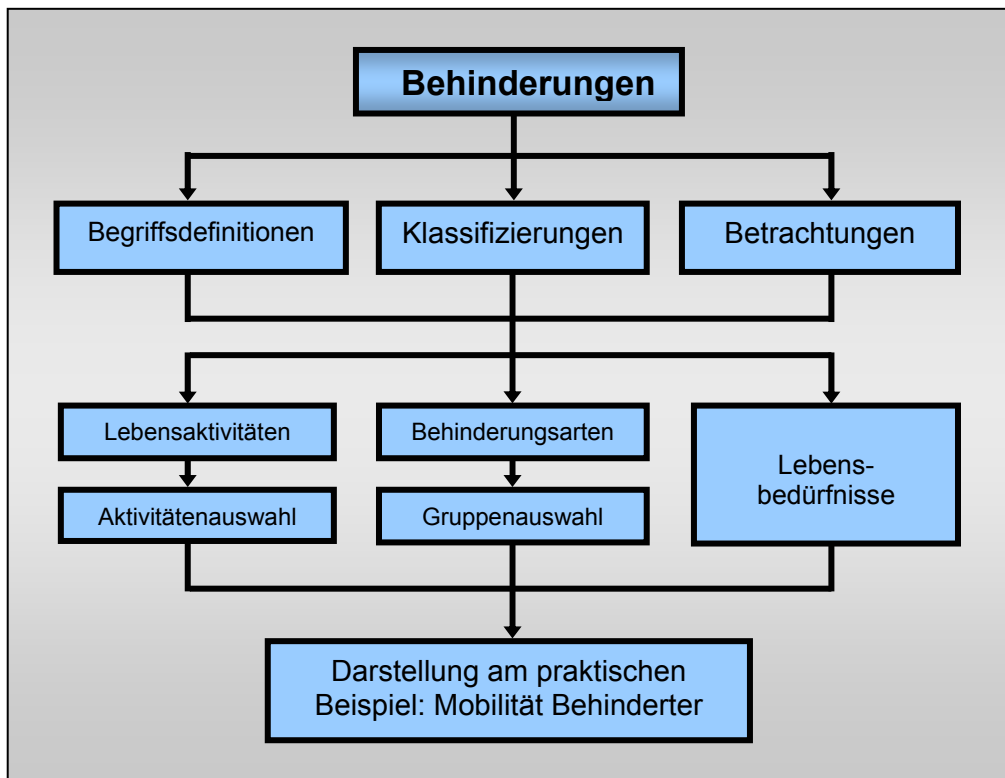 Behinderungen
Begriffsdefinitionen
Klassifizierungen
Betrachtungen
Lebensaktivitäten
Behinderungsarten
Lebens-
bedürfnisse
Aktivitätenauswahl
Gruppenauswahl
Darstellung am praktischen
Beispiel: Mobilität Behinderter